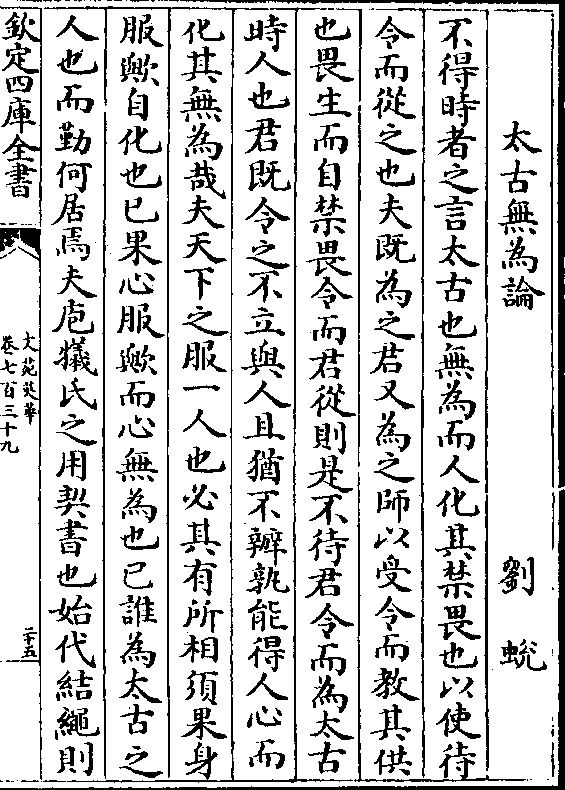 太古無為論　劉蛻
不得時者之言太古也無為而人化其禁畏也以使待
令而從之也夫既為之君又為之師以受令而教其供
也畏生而自禁畏令而君從則是不待君令而為太古
時人也君既令之不立與人且猶不辨孰能得人心而
化其無為哉夫天下之服一人也必其有所相須果身
服歟自化也已果心服歟而心無為也已誰為太古之
人也而勤何居焉夫庖犧氏之用契書也始代結繩則
欽定四庫全書
文苑英華
卷七百三十九
二十五